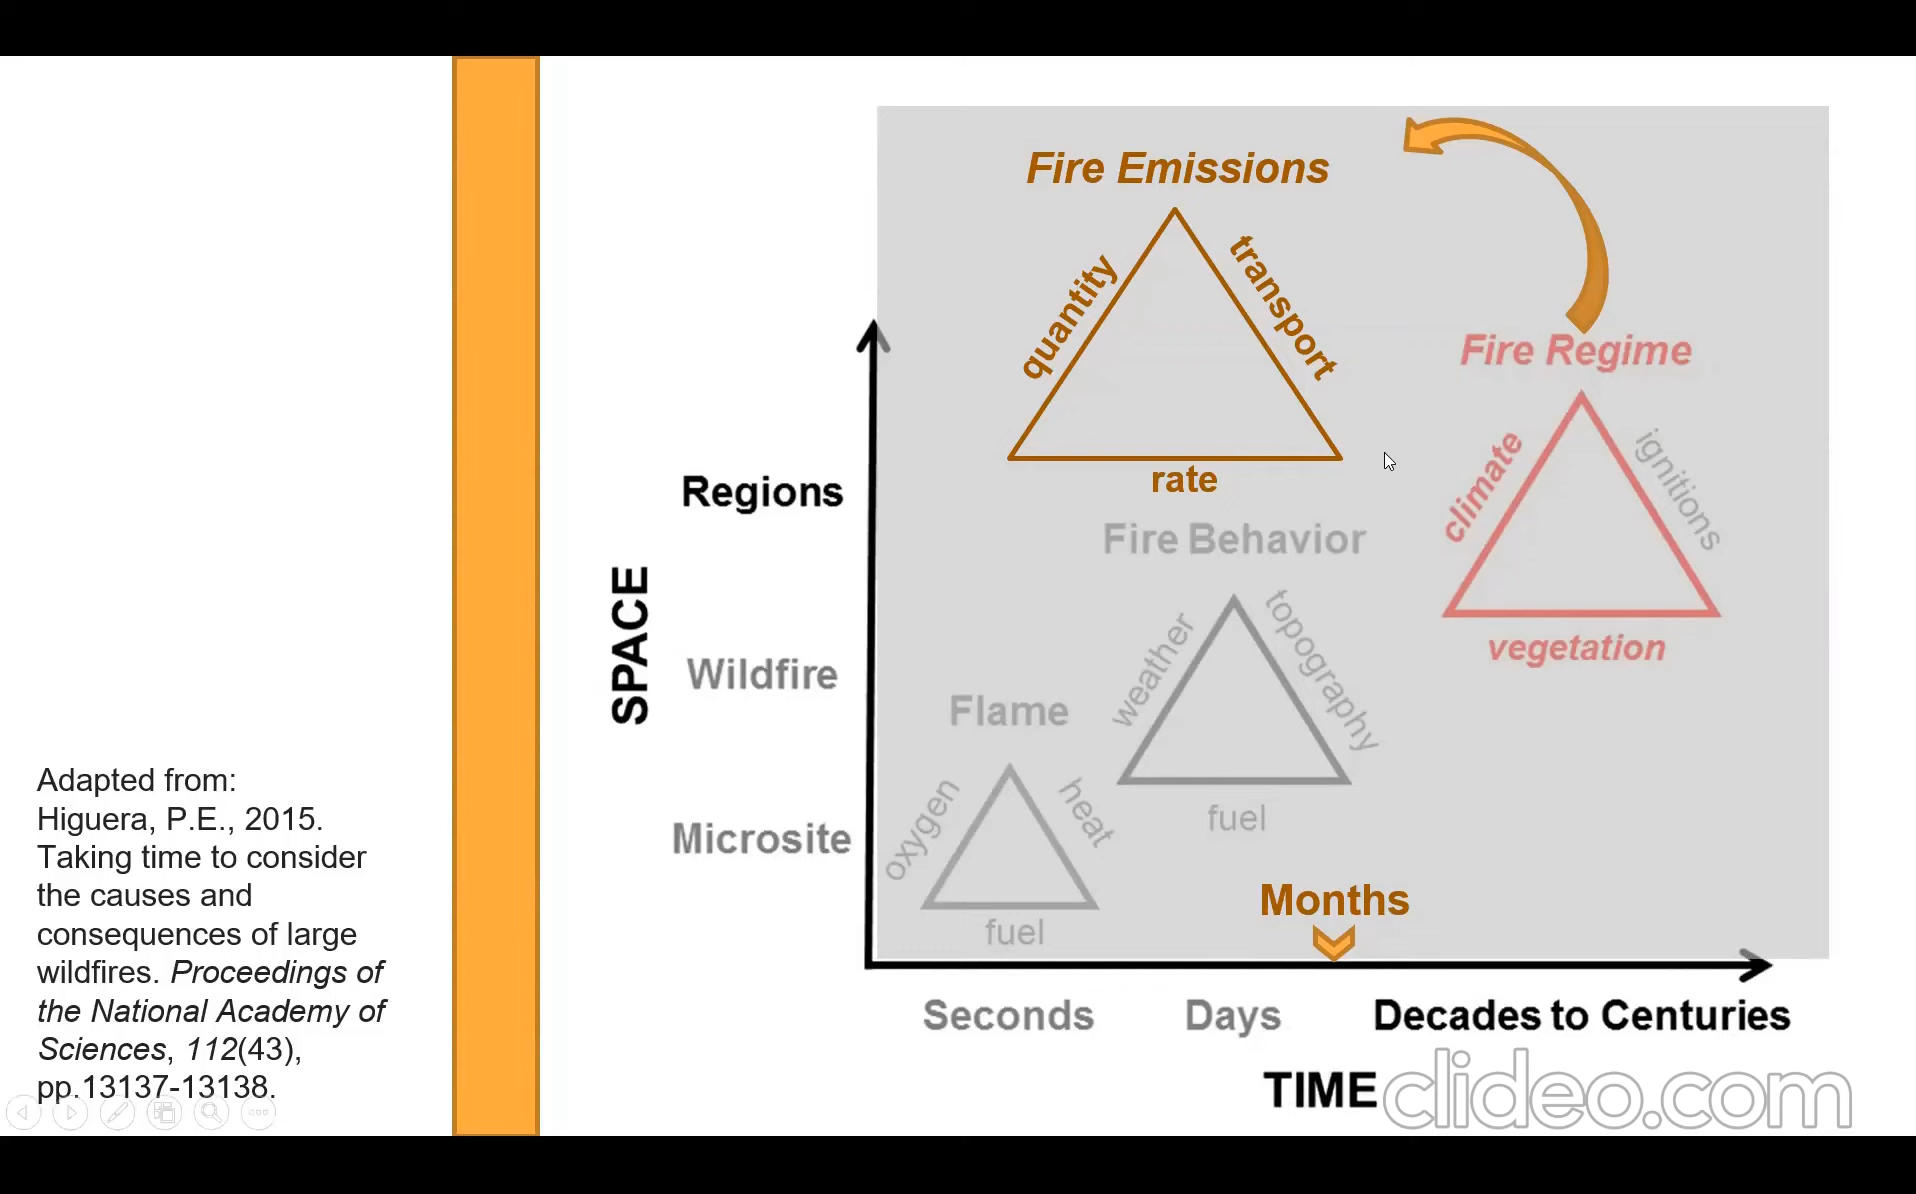 Fire Emissions
quantity
transport
rate
Fire Regime
climate
ignitions
vegetation
Regions
Fire Behavior
weather
topography
fuel
SPACE
Wildfire
Flame
oxygen
heat
fuel
Microsite
Months
Seconds
Days
Decades to Centuries
TIME
Adapted from:
Higuera, P.E., 2015.
Taking time to consider
the causes and
consequences of large
wildfires. Proceedings of
the National Academy of
Sciences, 112(43),
pp.13137-13138.
clideo.com